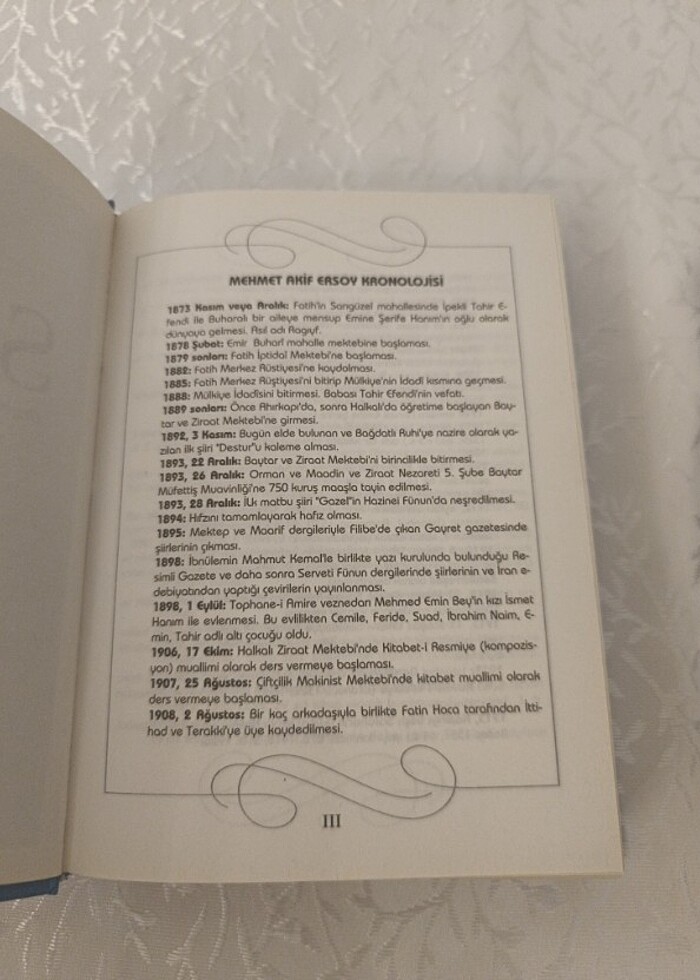 MEHMET AKİF ERSOY KRONOLOJİSİ
1873 Kasım veya Aralık: Fatih'in Sarıgüzel mahallesinde İpekli Tahir E-
fendi ile Buharalı bir aileye mensup Emine Şerife Hanım'ın oğlu olarak
dünyaya gelmesi. Asıl adı Ragıyf.
1878 Şubat: Emir Buharî mahalle mektebine başlaması.
1879 sonları: Fatih İptidaî Mektebi'ne başlaması.
1882: Fatih Merkez Rüştiyesi'ne kaydolması.
1885: Fatih Merkez Rüştiyesi'ni bitirip Mülkiye'nin İdadî kısmına geçmesi.
1888: Mülkiye İdadîsini bitirmesi. Babası Tahir Efendi'nin vefatı.
1889 sonları: Önce Ahırkapı'da, sonra Halkalı'da öğretime başlayan Bay-
tar ve Ziraat Mektebi'ne girmesi.
1892, 3 Kasım: Bugün elde bulunan ve Bağdatlı Ruhi'ye nazire olarak ya-
zılan ilk şiiri "Destur"u kaleme alması.
1893, 22 Aralık: Baytar ve Ziraat Mektebi'ni birincilikle bitirmesi.
1893, 26 Aralık: Orman ve Maadin ve Ziraat Nezareti 5. Şube Baytar
Müfettiş Muavinliği'ne 750 kuruş maaşla tayin edilmesi.
1893, 28 Aralık: İlk matbu şiiri "Gazel"in Hazinei Fünun'da neşredilmesi.
1894: Hıfzını tamamlayarak hafız olması.
1895: Mektep ve Maarif dergileriyle Filibe'de çıkan Gayret gazetesinde
şiirlerinin çıkması.
1898: İbnülemin Mahmut Kemal'le birlikte yazı kurulunda bulunduğu Re-
simli Gazete ve daha sonra Serveti Fünun dergilerinde şiirlerinin ve İran e-
debiyatından yaptığı çevirilerin yayınlanması.
1898, 1 Eylül: Tophane-i Amire veznedarı Mehmed Emin Bey'in kızı İsmet
Hanım ile evlenmesi. Bu evlilikten Cemile, Feride, Suad, İbrahim Naim, E-
min, Tahir adlı altı çocuğu oldu.
1906, 17 Ekim: Halkalı Ziraat Mektebi'nde Kitabet-i Resmiye (kompozis-
yon) muallimi olarak ders vermeye başlaması.
1907, 25 Ağustos: Çiftçilik Makinist Mektebi'nde kitabet muallimi olarak
ders vermeye başlaması.
1908, 2 Ağustos: Bir kaç arkadaşıyla birlikte Fatin Hoca tarafından İtti-
had ve Terakki'ye üye kaydedilmesi.
III